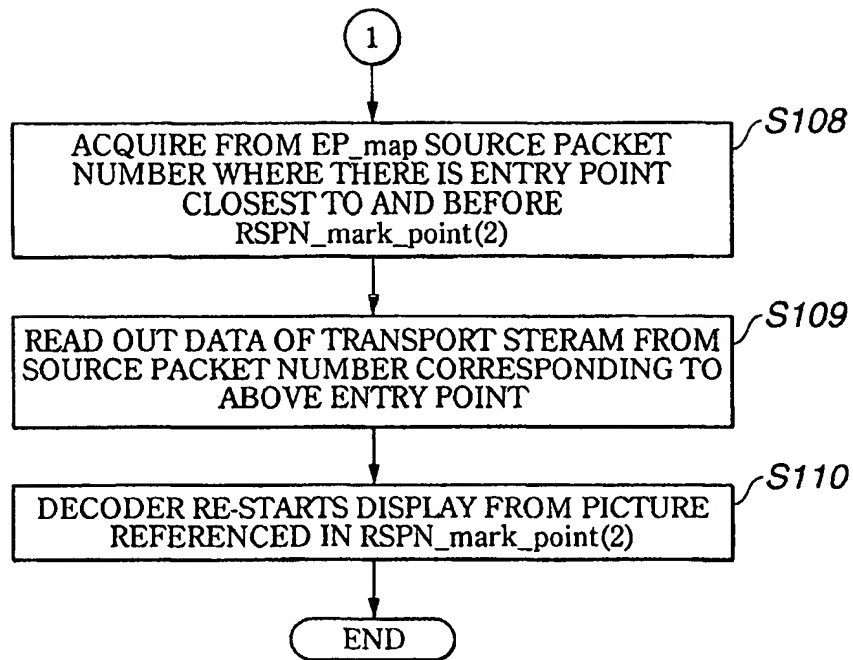 1
ACQUIRE FROM EP_map SOURCE PACKET
NUMBER WHERE THERE IS ENTRY POINT
CLOSEST TO AND BEFORE
RSPN_mark_point(2)
S108
READ OUT DATA OF TRANSPORT STERAM FROM
SOURCE PACKET NUMBER CORRESPONDING TO
ABOVE ENTRY POINT
S109
DECODER RE-STARTS DISPLAY FROM PICTURE
REFERENCED IN RSPN_mark_point(2)
S110
END